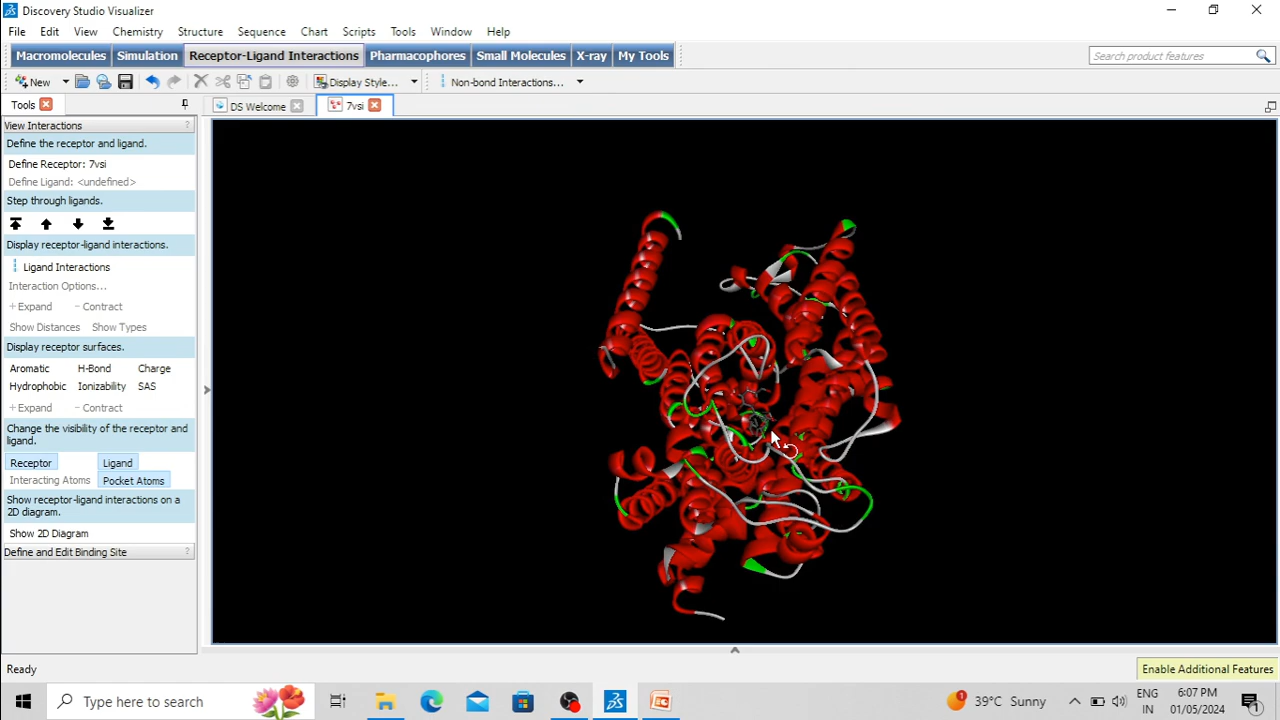 Discovery Studio Visualizer
File Edit View Chemistry Structure Sequence Chart Scripts Tools Window Help
Macromolecules Simulation Receptor-Ligand Interactions Pharmacophores Small Molecules X-ray My Tools
Search product features
New Display Style... Non-bond Interactions...
Tools
DS Welcome
7vsi
View Interactions ?
Define the receptor and ligand.
Define Receptor: 7vsi
Define Ligand: <undefined>
Step through ligands.
Display receptor-ligand interactions.
Ligand Interactions
Interaction Options...
+ Expand - Contract
Show Distances Show Types
Display receptor surfaces.
Aromatic H-Bond Charge
Hydrophobic Ionizability SAS
+ Expand - Contract
Change the visibility of the receptor and
ligand.
Receptor Ligand
Interacting Atoms Pocket Atoms
Show receptor-ligand interactions on a
2D diagram.
Show 2D Diagram
Define and Edit Binding Site ?
Ready
Enable Additional Features
Type here to search
1
39°C Sunny
ENG
IN
6:07 PM
01/05/2024
1